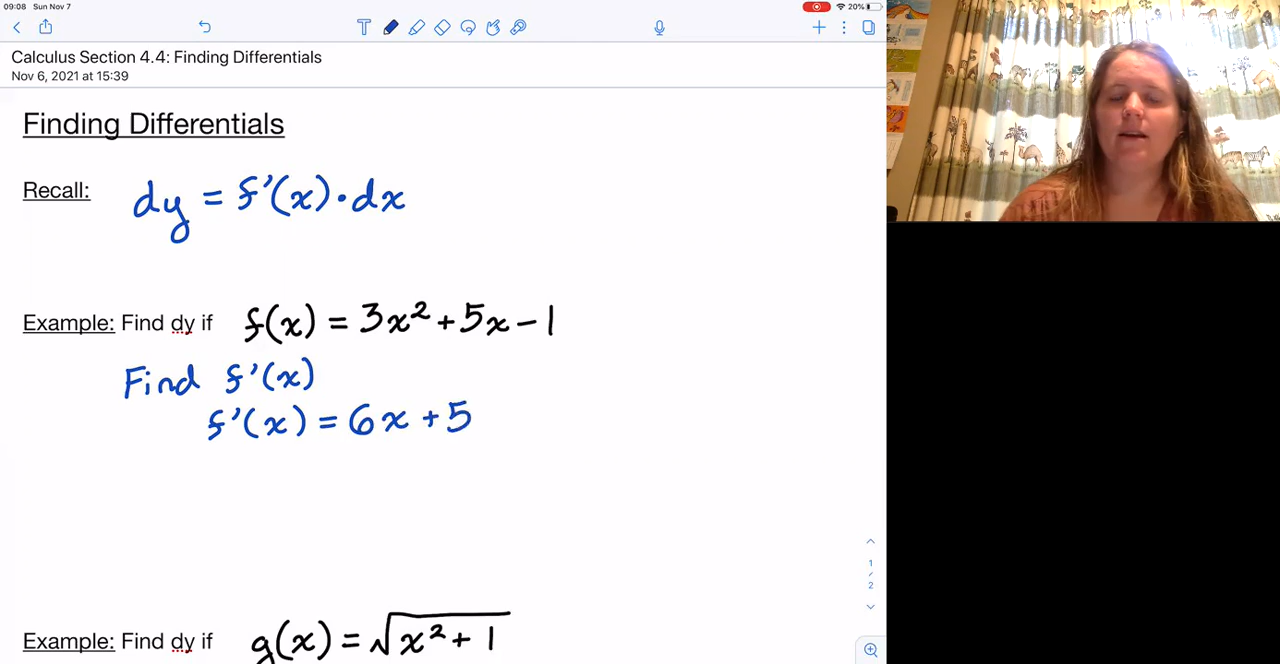 09:08 Sun Nov 7
20%
Calculus Section 4.4: Finding Differentials
Nov 6, 2021 at 15:39
Finding Differentials
Recall: dy = f'(x)·dx
Example: Find dy if f(x) = 3x² + 5x − 1
Find f'(x)
f'(x) = 6x + 5
1
/
2
Example: Find dy if g(x) = √(x² + 1)